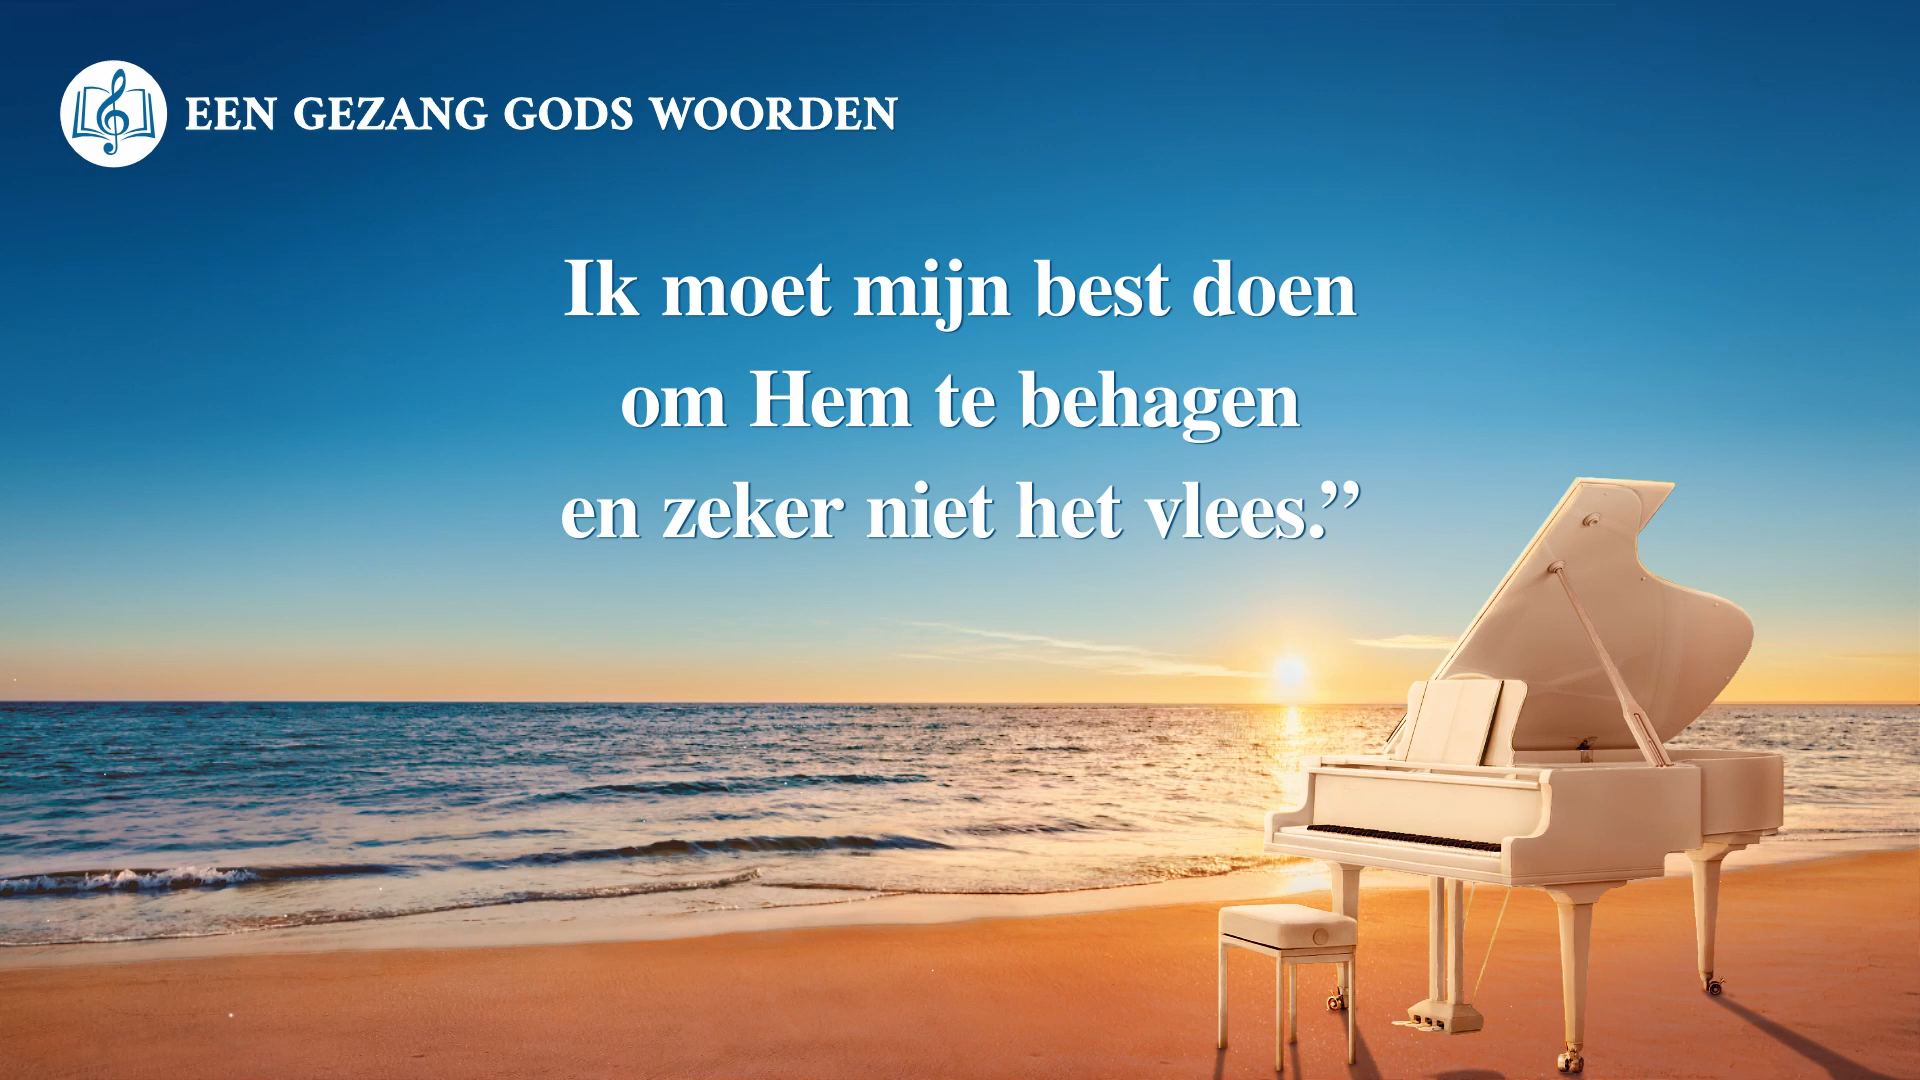 EEN GEZANG GODS WOORDEN
Ik moet mijn best doen
om Hem te behagen
en zeker niet het vlees.”